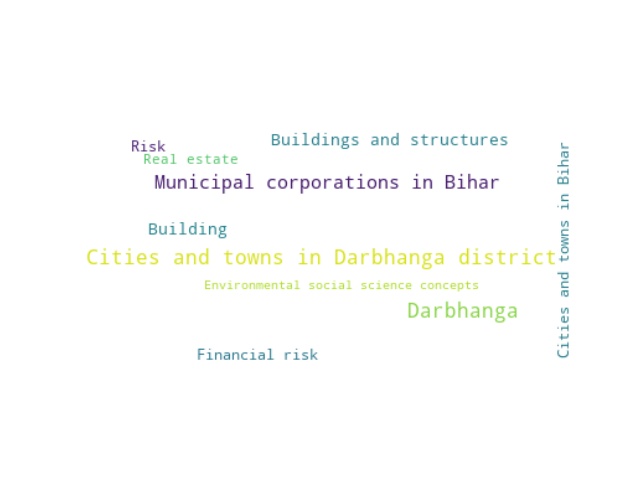 Buildings and structures
Risk
Real estate
Municipal corporations in Bihar
Building
Cities and towns in Darbhanga district
Environmental social science concepts
Darbhanga
Financial risk
Cities and towns in Bihar